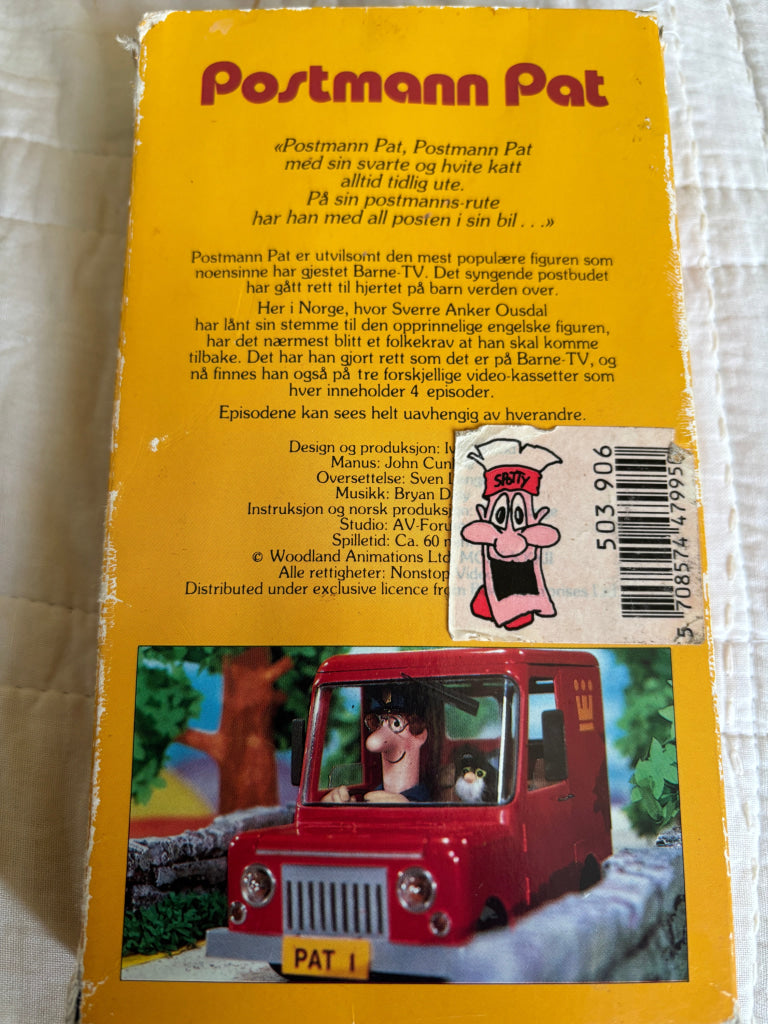 Postmann Pat
«Postmann Pat, Postmann Pat
med sin svarte og hvite katt
alltid tidlig ute.
På sin postmanns-rute
har han med all posten i sin bil . . .»
Postmann Pat er utvilsomt den mest populære figuren som
noensinne har gjestet Barne-TV. Det syngende postbudet
har gått rett til hjertet på barn verden over.
Her i Norge, hvor Sverre Anker Ousdal
har lånt sin stemme til den opprinnelige engelske figuren,
har det nærmest blitt et folkekrav at han skal komme
tilbake. Det har han gjort rett som det er på Barne-TV, og
nå finnes han også på tre forskjellige video-kassetter som
hver inneholder 4 episoder.
Episodene kan sees helt uavhengig av hverandre.
Design og produksjon:
Manus: John
Oversettelse: Sven
Musikk: Bryan
Instruksjon og norsk
Studio:
Spilletid: Ca. 60
© Woodland Animations Ltd
Alle rettigheter: Nonstop
Distributed under exclusive licence from
SPOTTY
503 906
5 708574 47995
PAT 1